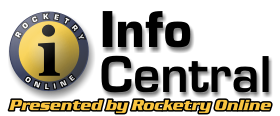 ROCKETRY
i
ONLINE
Info
Central
Presented by Rocketry Online